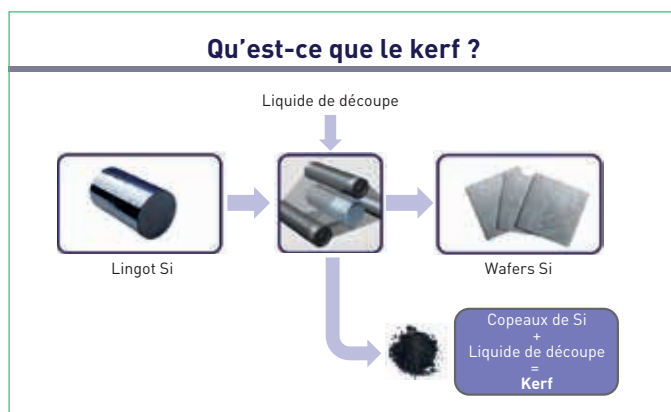 Qu’est-ce que le kerf ?
Liquide de découpe
Lingot Si
Wafers Si
Copeaux de Si
+
Liquide de découpe
=
Kerf